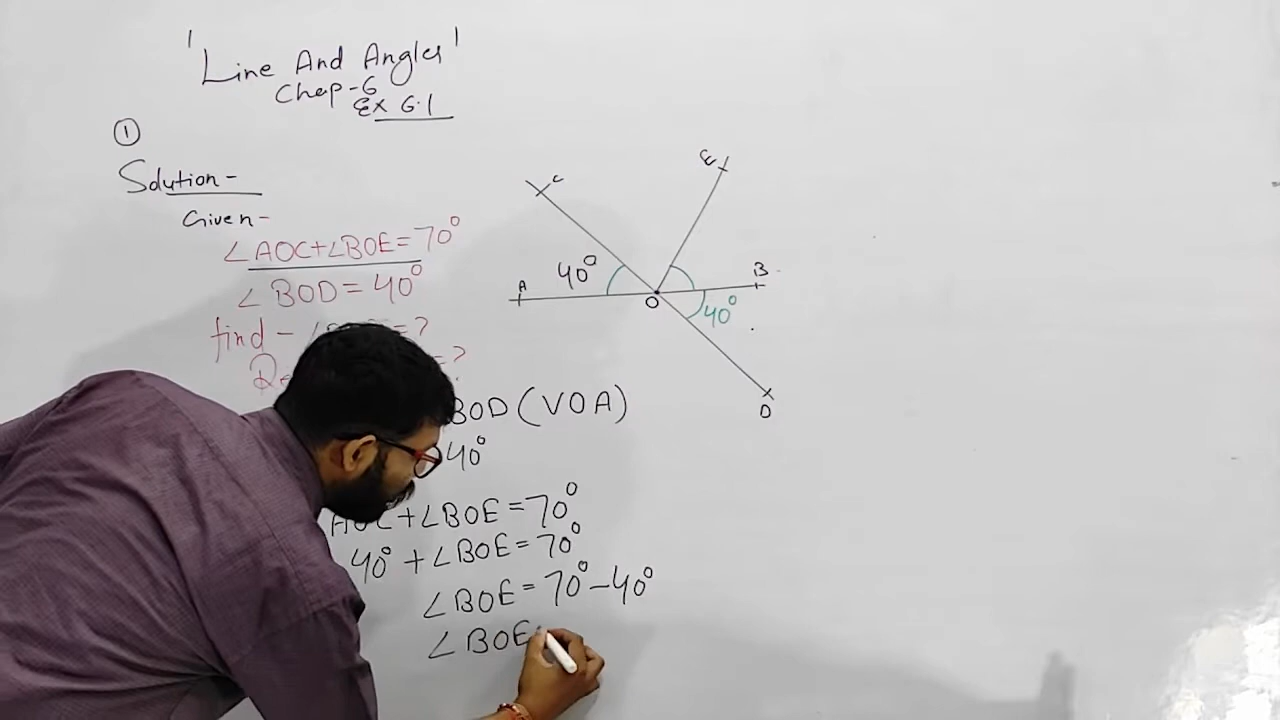 'Line And Angles'
Chap-6
Ex 6.1
①
Solution-
Given-
∠AOC+∠BOE=70°
∠BOD=40°
find - =?
?
BOD (VOA)
40°
AOC+∠BOE=70°
40°+∠BOE=70°
∠BOE=70°-40°
∠BOE
C
E
40°
A
B
O
40°
D